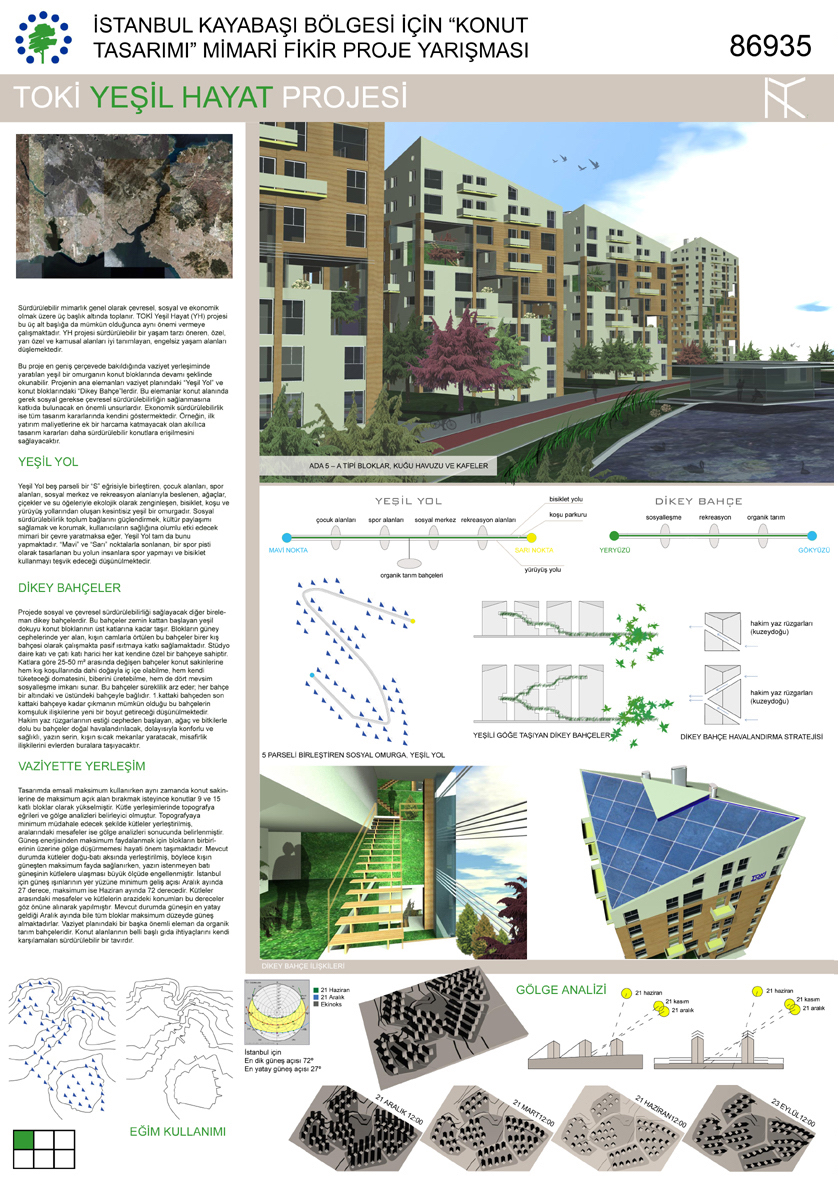 İSTANBUL KAYABAŞI BÖLGESİ İÇİN “KONUT
TASARIMI” MİMARİ FİKİR PROJE YARIŞMASI
86935
TOKİ YEŞİL HAYAT PROJESİ
Sürdürülebilir mimarlık genel olarak çevresel, sosyal ve ekonomik
olmak üzere üç başlık altında toplanır. TOKİ Yeşil Hayat (YH) projesi
bu üç alt başlığa da mümkün olduğunca aynı önemi vermeye
çalışmaktadır. YH projesi sürdürülebilir bir yaşam tarzı öneren, özel,
yarı özel ve kamusal alanları iyi tanımlayan, engelsiz yaşam alanları
düşlemektedir.
Bu proje en geniş çerçevede bakıldığında vaziyet yerleşiminde
yaratılan yeşil bir omurganın konut bloklarında devamı şeklinde
okunabilir. Projenin ana elemanları vaziyet planındaki “Yeşil Yol” ve
konut bloklarındaki “Dikey Bahçe”lerdir. Bu elemanlar konut alanında
gerek sosyal gerekse çevresel sürdürülebilirliğin sağlanmasına
katkıda bulunacak en önemli unsurlardır. Ekonomik sürdürülebilirlik
ise tüm tasarım kararlarında kendini göstermektedir. Örneğin, ilk
yatırım maliyetlerine ek bir harcama katmayacak olan akıllıca
tasarım kararları daha sürdürülebilir konutlara erişilmesini
sağlayacaktır.
YEŞİL YOL
Yeşil Yol beş parseli bir “S” eğrisiyle birleştiren, çocuk alanları, spor
alanları, sosyal merkez ve rekreasyon alanlarıyla beslenen, ağaçlar,
çiçekler ve su öğeleriyle ekolojik olarak zenginleşen, bisiklet, koşu ve
yürüyüş yollarından oluşan kesintisiz yeşil bir omurgadır. Sosyal
sürdürülebilirlik toplum bağlarını güçlendirmek, kültür paylaşımı
sağlamak ve korumak, kullanıcıların sağlığına olumlu etki edecek
mimari bir çevre yaratmaksa eğer, Yeşil Yol tam da bunu
yapmaktadır. “Mavi” ve “Sarı” noktalarla sonlanan, bir spor pisti
olarak tasarlanan bu yolun insanlara spor yapmayı ve bisiklet
kullanmayı teşvik edeceği düşünülmektedir.
DİKEY BAHÇELER
Projede sosyal ve çevresel sürdürülebilirliği sağlayacak diğer birele-
man dikey bahçelerdir. Bu bahçeler zemin kattan başlayan yeşil
dokuyu konut bloklarının üst katlarına kadar taşır. Blokların güney
cephelerinde yer alan, kışın camlarla örtülen bu bahçeler birer kış
bahçesi olarak çalışmakta pasif ısıtmaya katkı sağlamaktadır. Stüdyo
daire katı ve çatı katı harici her kat kendine özel bir bahçeye sahiptir.
Katlara göre 25-50 m² arasında değişen bahçeler konut sakinlerine
hem kış koşullarında dahi doğayla iç içe olabilme, hem kendi
tüketeceği domatesini, biberini üretebilme, hem de dört mevsim
sosyalleşme imkanı sunar. Bu bahçeler süreklilik arz eder, her bahçe
bir altındaki ve üstündeki bahçeyle bağlıdır. 1.kattaki bahçeden son
kattaki bahçeye kadar çıkmanın mümkün olduğu bu bahçelerin
komşuluk ilişkilerine yeni bir boyut getireceği düşünülmektedir.
Hakim yaz rüzgarlarının estiği cepheden başlayan, ağaç ve bitkilerle
dolu bu bahçeler doğal havalandırılacak, dolayısıyla konforlu ve
sağlıklı, yazın serin, kışın sıcak mekanlar yaratacak, misafirlik
ilişkilerini evlerden buralara taşıyacaktır.
VAZİYETTE YERLEŞİM
Tasarımda emsali maksimum kullanırken aynı zamanda konut sakin-
lerine de maksimum açık alan bırakmak isteyince konutlar 9 ve 15
katlı bloklar olarak yükselmiştir. Kütle yerleşimlerinde topografya
eğrileri ve gölge analizleri belirleyici olmuştur. Topografyaya
minimum müdahale edecek şekilde kütleler yerleştirilmiş,
aralarındaki mesafeler ise gölge analizleri sonucunda belirlenmiştir.
Güneş enerjisinden maksimum faydalanmak için blokların birbiri-
erinin üzerine gölge düşürmemesi hayati önem taşımaktadır. Mevcut
durumda kütleler doğu-batı aksında yerleştirilmiş, böylece kışın
güneşten maksimum fayda sağlanırken, yazın istenmeyen batı
güneşinin kütlelere ulaşması büyük ölçüde engellenmiştir. İstanbul
için güneş ışınlarının yer yüzüne minimum geliş açısı Aralık ayında
27 derece, maksimum ise Haziran ayında 72 derecedir. Kütleler
arasındaki mesafeler ve kütlelerin arazideki konumları bu dereceler
göz önüne alınarak yapılmıştır. Mevcut durumda güneşin en yatay
geldiği Aralık ayında bile tüm bloklar maksimum düzeyde güneş
almaktadırlar. Vaziyet planındaki bir başka önemli eleman da organik
tarım bahçeleridir. Konut alanlarının belli başlı gıda ihtiyaçlarını kendi
karşılamaları sürdürülebilir bir tavırdır.
ADA 5 – A TİPİ BLOKLAR, KUĞU HAVUZU VE KAFELER
YEŞİL YOL
bisiklet yolu
koşu parkuru
çocuk alanları
spor alanları
sosyal merkez
rekreasyon alanları
MAVİ NOKTA
SARI NOKTA
yürüyüş yolu
organik tarım bahçeleri
DİKEY BAHÇE
sosyalleşme
rekreasyon
organik tarım
YERYÜZÜ
GÖKYÜZÜ
hakim yaz rüzgarları
(kuzeydoğu)
hakim yaz rüzgarları
(kuzeydoğu)
YEŞİLİ GÖĞE TAŞIYAN DİKEY BAHÇELER
DİKEY BAHÇE HAVALANDIRMA STRATEJİSİ
5 PARSELİ BİRLEŞTİREN SOSYAL OMURGA, YEŞİL YOL
TOKİ
DİKEY BAHÇE İLİŞKİLERİ
21 Haziran
21 Aralık
Ekinoks
İstanbul için
En dik güneş açısı 72º
En yatay güneş açısı 27º
GÖLGE ANALİZİ
21 haziran
21 kasım
21 aralık
21 haziran
21 kasım
21 aralık
21 ARALIK 12:00
21 MART12:00
21 HAZİRAN12:00
23 EYLÜL12:00
EĞİM KULLANIMI